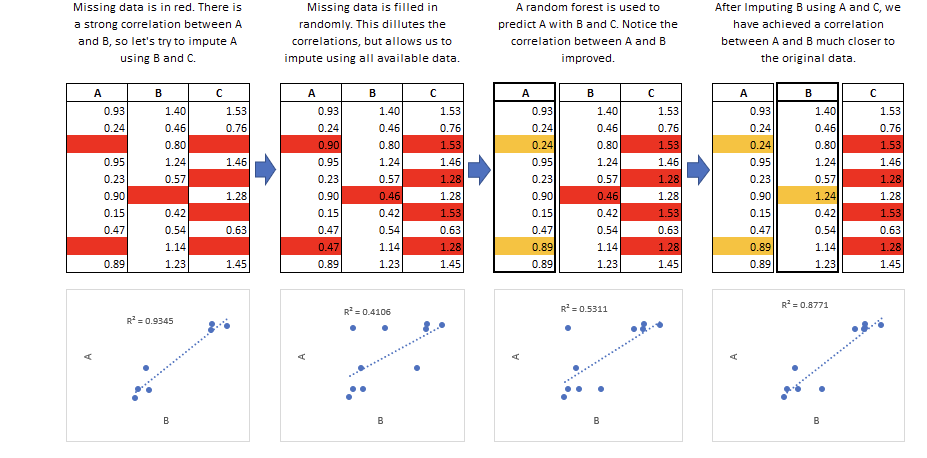 Missing data is in red. There is
a strong correlation between A
and B, so let's try to impute A
using B and C.
Missing data is filled in
randomly. This dillutes the
correlations, but allows us to
impute using all available data.
A random forest is used to
predict A with B and C. Notice the
correlation between A and B
improved.
After Imputing B using A and C, we
have achieved a correlation
between A and B much closer to
the original data.
A B C
0.93 1.40 1.53
0.24 0.46 0.76
0.80
0.95 1.24 1.46
0.23 0.57
0.90 1.28
0.15 0.42
0.47 0.54 0.63
1.14
0.89 1.23 1.45
A B C
0.93 1.40 1.53
0.24 0.46 0.76
0.90 0.80 1.53
0.95 1.24 1.46
0.23 0.57 1.28
0.90 0.46 1.28
0.15 0.42 1.53
0.47 0.54 0.63
0.47 1.14 1.28
0.89 1.23 1.45
A B C
0.93 1.40 1.53
0.24 0.46 0.76
0.24 0.80 1.53
0.95 1.24 1.46
0.23 0.57 1.28
0.90 0.46 1.28
0.15 0.42 1.53
0.47 0.54 0.63
0.89 1.14 1.28
0.89 1.23 1.45
A B C
0.93 1.40 1.53
0.24 0.46 0.76
0.24 0.80 1.53
0.95 1.24 1.46
0.23 0.57 1.28
0.90 1.24 1.28
0.15 0.42 1.53
0.47 0.54 0.63
0.89 1.14 1.28
0.89 1.23 1.45
R² = 0.9345
A
B
R² = 0.4106
A
B
R² = 0.5311
A
B
R² = 0.8771
A
B